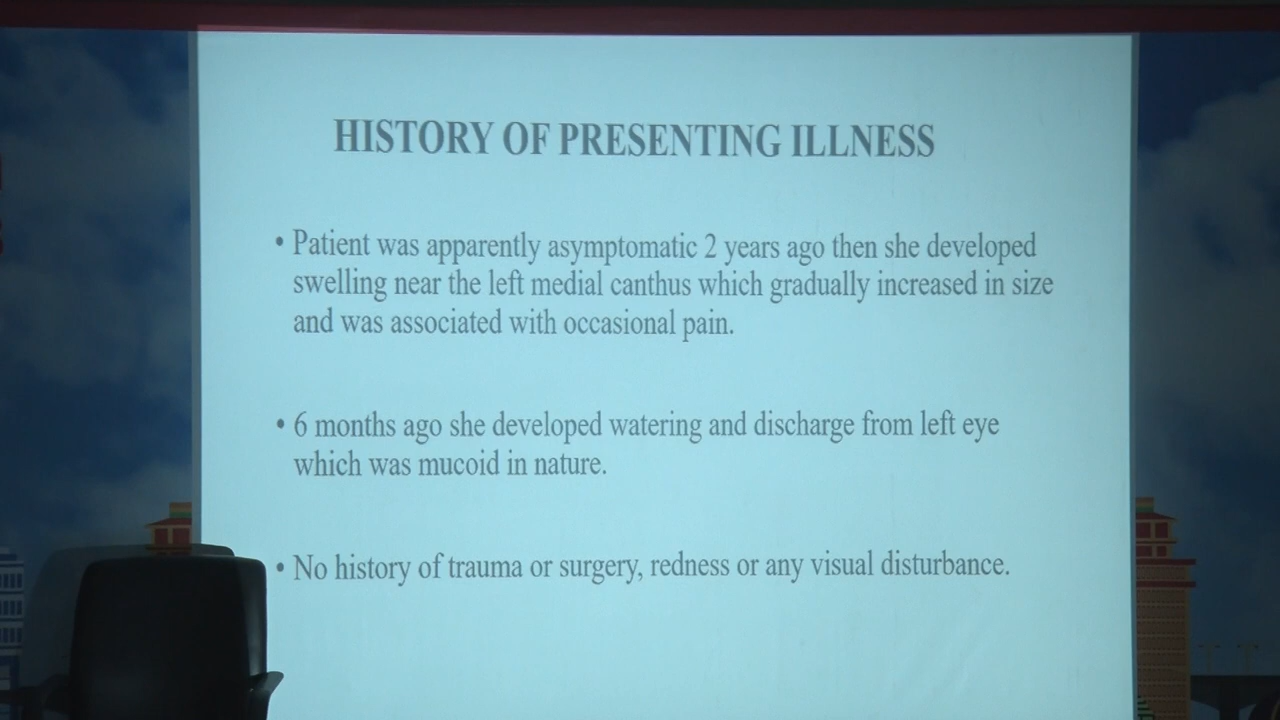 HISTORY OF PRESENTING ILLNESS
• Patient was apparently asymptomatic 2 years ago then she developed
swelling near the left medial canthus which gradually increased in size
and was associated with occasional pain.
• 6 months ago she developed watering and discharge from left eye
which was mucoid in nature.
• No history of trauma or surgery, redness or any visual disturbance.